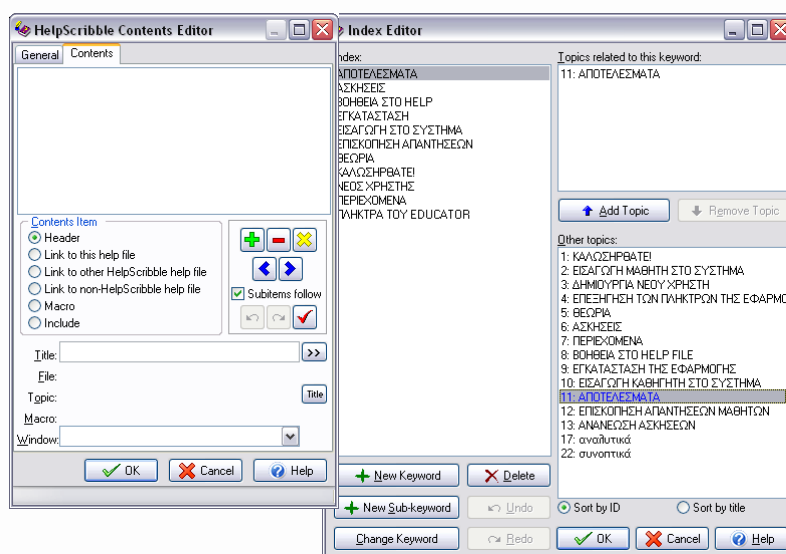 HelpScribble Contents Editor
General
Contents
Contents Item
Header
Link to this help file
Link to other HelpScribble help file
Link to non-HelpScribble help file
Macro
Include
Subitems follow
Title:
>>
File:
Topic:
Title
Macro:
Window:
OK
Cancel
Help
Index Editor
ndex:
ΑΠΟΤΕΛΕΣΜΑΤΑ
ΑΣΚΗΣΕΙΣ
ΒΟΗΘΕΙΑ ΣΤΟ HELP
ΕΓΚΑΤΑΣΤΑΣΗ
ΕΙΣΑΓΩΓΗ ΣΤΟ ΣΥΣΤΗΜΑ
ΕΠΙΣΚΟΠΗΣΗ ΑΠΑΝΤΗΣΕΩΝ
ΘΕΩΡΙΑ
ΚΑΛΩΣΗΡΘΑΤΕ!
ΝΕΟΣ ΧΡΗΣΤΗΣ
ΠΕΡΙΕΧΟΜΕΝΑ
ΠΛΗΚΤΡΑ ΤΟΥ EDUCATOR
New Keyword
Delete
New Sub-keyword
Undo
Change Keyword
Redo
Topics related to this keyword:
11: ΑΠΟΤΕΛΕΣΜΑΤΑ
Add Topic
Remove Topic
Other topics:
1: ΚΑΛΩΣΗΡΘΑΤΕ!
2: ΕΙΣΑΓΩΓΗ ΜΑΘΗΤΗ ΣΤΟ ΣΥΣΤΗΜΑ
3: ΔΗΜΙΟΥΡΓΙΑ ΝΕΟΥ ΧΡΗΣΤΗ
4: ΕΠΕΞΗΓΗΣΗ ΤΩΝ ΠΛΗΚΤΡΩΝ ΤΗΣ ΕΦΑΡΜΟ
5: ΘΕΩΡΙΑ
6: ΑΣΚΗΣΕΙΣ
7: ΠΕΡΙΕΧΟΜΕΝΑ
8: ΒΟΗΘΕΙΑ ΣΤΟ HELP FILE
9: ΕΓΚΑΤΑΣΤΑΣΗ ΤΗΣ ΕΦΑΡΜΟΓΗΣ
10: ΕΙΣΑΓΩΓΗ ΚΑΘΗΓΗΤΗ ΣΤΟ ΣΥΣΤΗΜΑ
11: ΑΠΟΤΕΛΕΣΜΑΤΑ
12: ΕΠΙΣΚΟΠΗΣΗ ΑΠΑΝΤΗΣΕΩΝ ΜΑΘΗΤΩΝ
13: ΑΝΑΝΕΩΣΗ ΑΣΚΗΣΕΩΝ
17: αναλυτικά
22: συνοπτικά
Sort by ID
Sort by title
OK
Cancel
Help